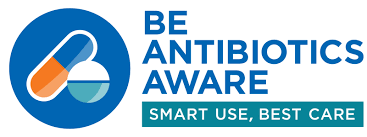 BE
ANTIBIOTICS
AWARE
SMART USE, BEST CARE